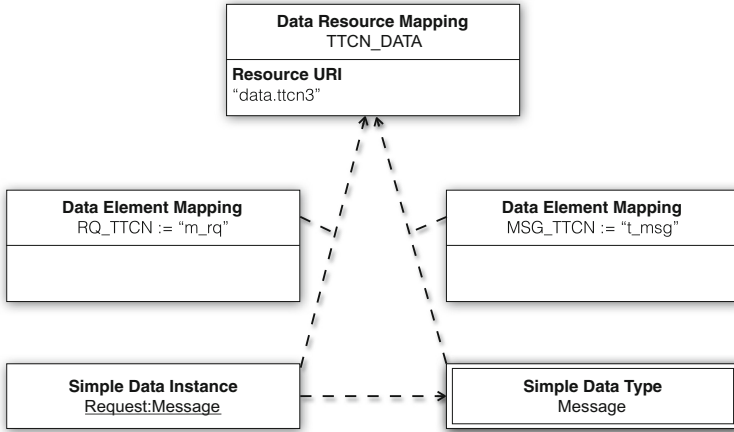 Data Resource Mapping
TTCN_DATA
Resource URI
“data.ttcn3”
Data Element Mapping
RQ_TTCN := “m_rq”
Data Element Mapping
MSG_TTCN := “t_msg”
Simple Data Instance
Request:Message
Simple Data Type
Message